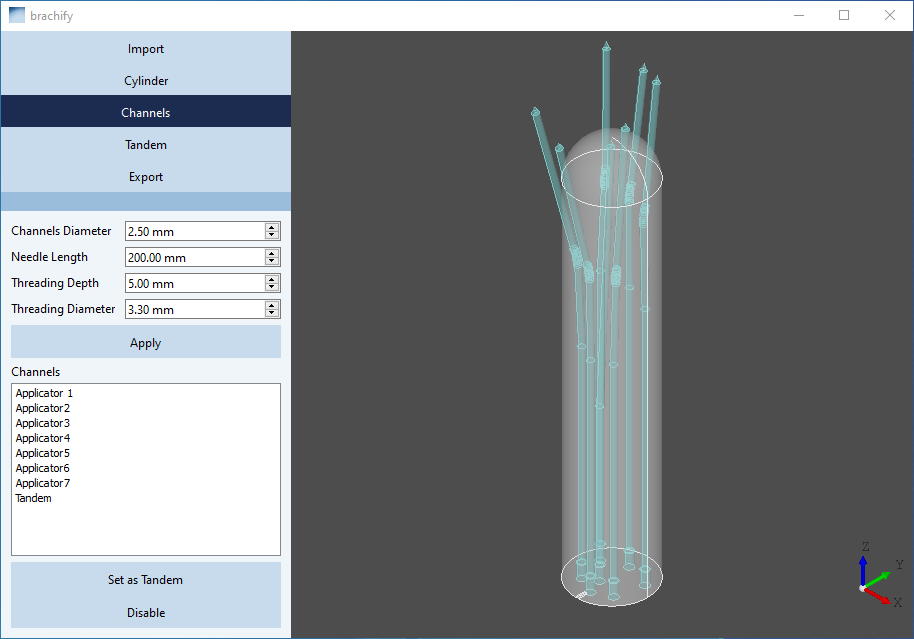 brachify
Import
Cylinder
Channels
Tandem
Export
Channels Diameter 2.50 mm
Needle Length 200.00 mm
Threading Depth 5.00 mm
Threading Diameter 3.30 mm
Apply
Channels
Applicator 1
Applicator2
Applicator3
Applicator4
Applicator5
Applicator6
Applicator7
Tandem
Set as Tandem
Disable
Z
Y
X